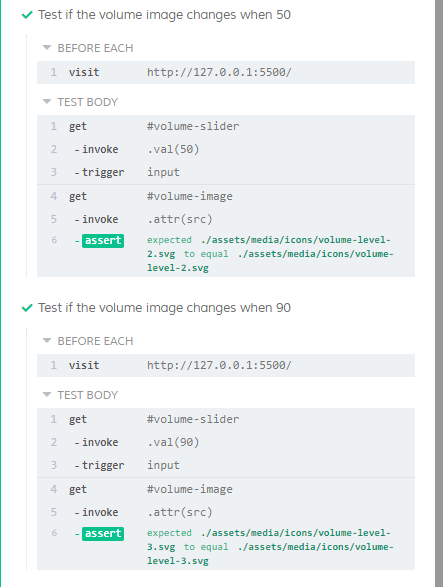 Test if the volume image changes when 50
BEFORE EACH
1 visit http://127.0.0.1:5500/
TEST BODY
1 get #volume-slider
2 - invoke .val(50)
3 - trigger input
4 get #volume-image
5 - invoke .attr(src)
6 - assert expected ./assets/media/icons/volume-level-
2.svg to equal ./assets/media/icons/volume-
level-2.svg
Test if the volume image changes when 90
BEFORE EACH
1 visit http://127.0.0.1:5500/
TEST BODY
1 get #volume-slider
2 - invoke .val(90)
3 - trigger input
4 get #volume-image
5 - invoke .attr(src)
6 - assert expected ./assets/media/icons/volume-level-
3.svg to equal ./assets/media/icons/volume-
level-3.svg